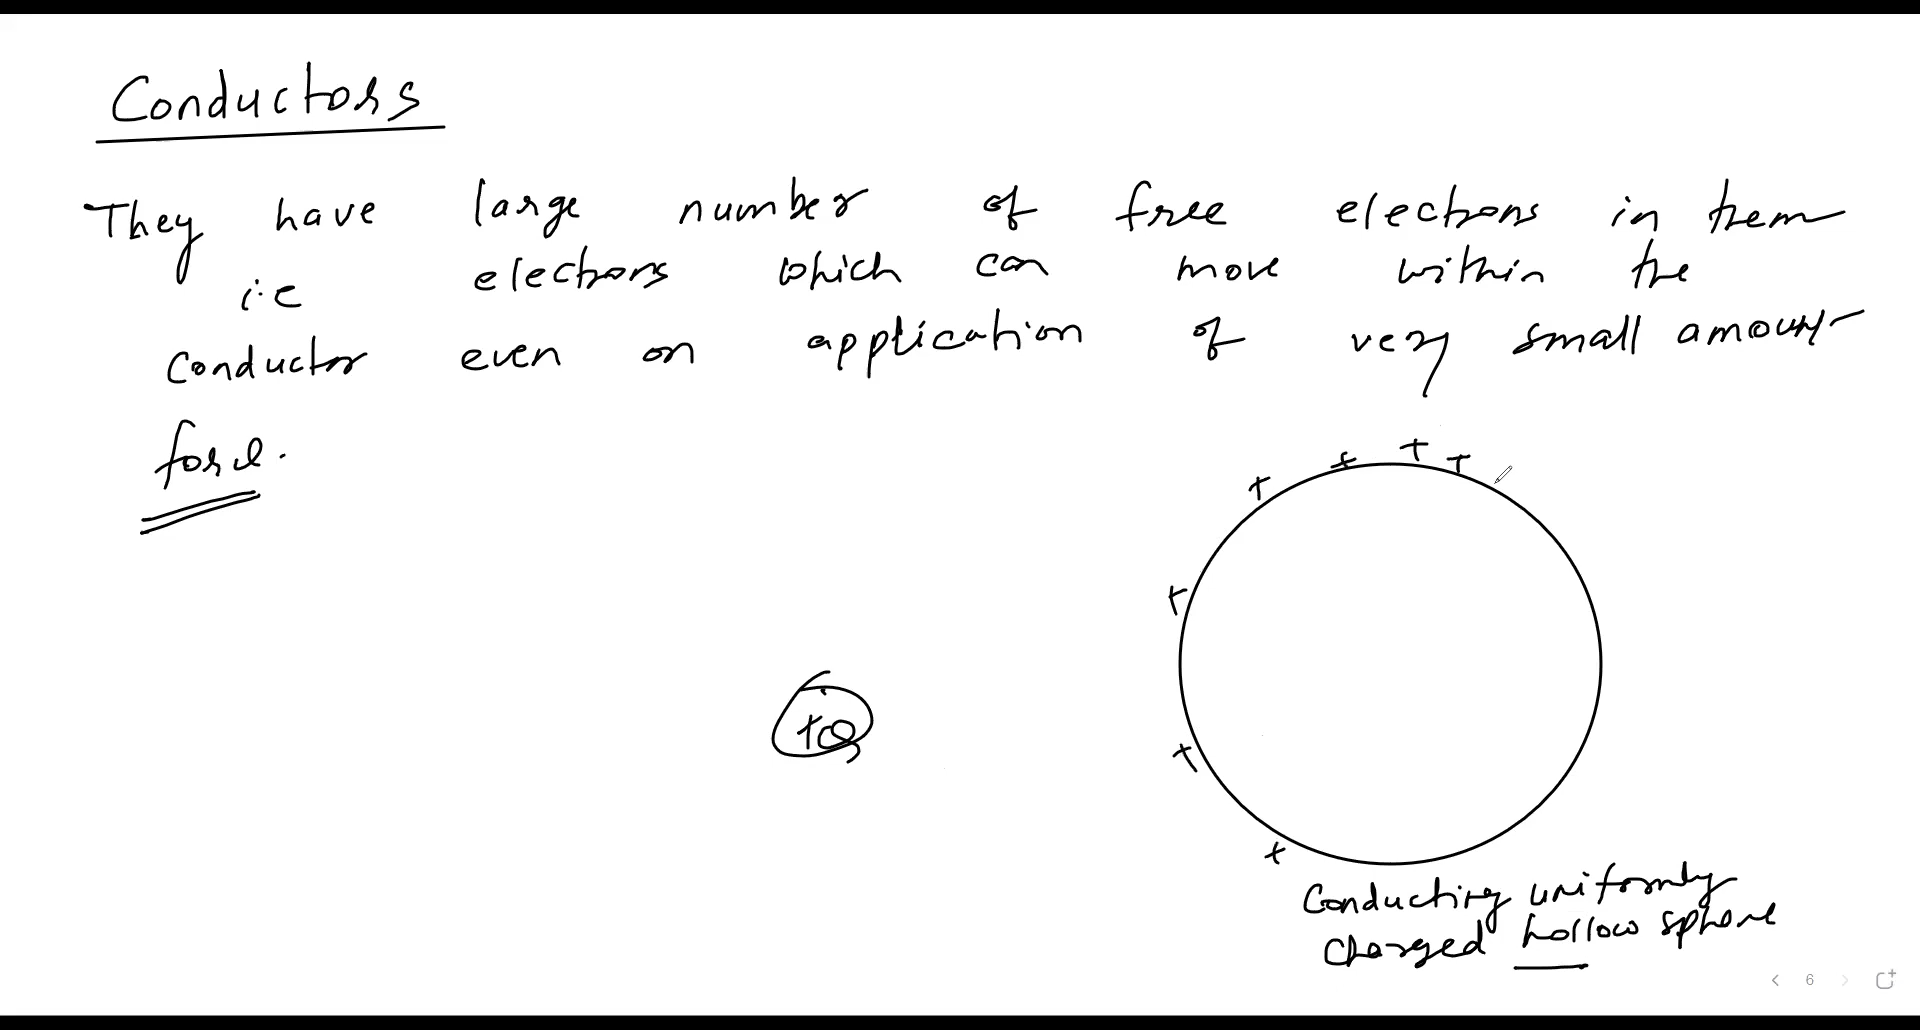 Conductors
They have large number of free electrons in them
i.e electrons which can move within the
conductor even on application of very small amount
force.
+ + + +
+
+Q
+
+
Conducting uniformly
charged hollow sphere
6